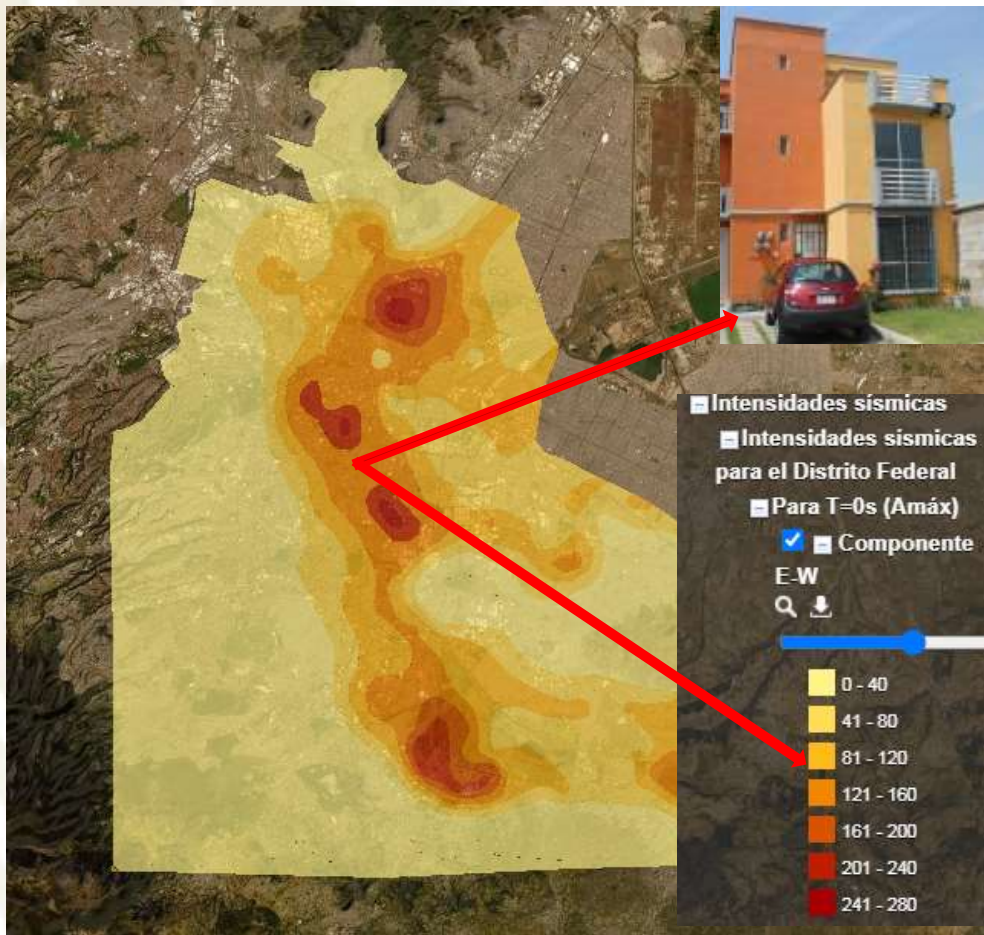 Intensidades sísmicas
Intensidades sísmicas
para el Distrito Federal
Para T=0s (Amáx)
Componente
E-W
0 - 40
41 - 80
81 - 120
121 - 160
161 - 200
201 - 240
241 - 280